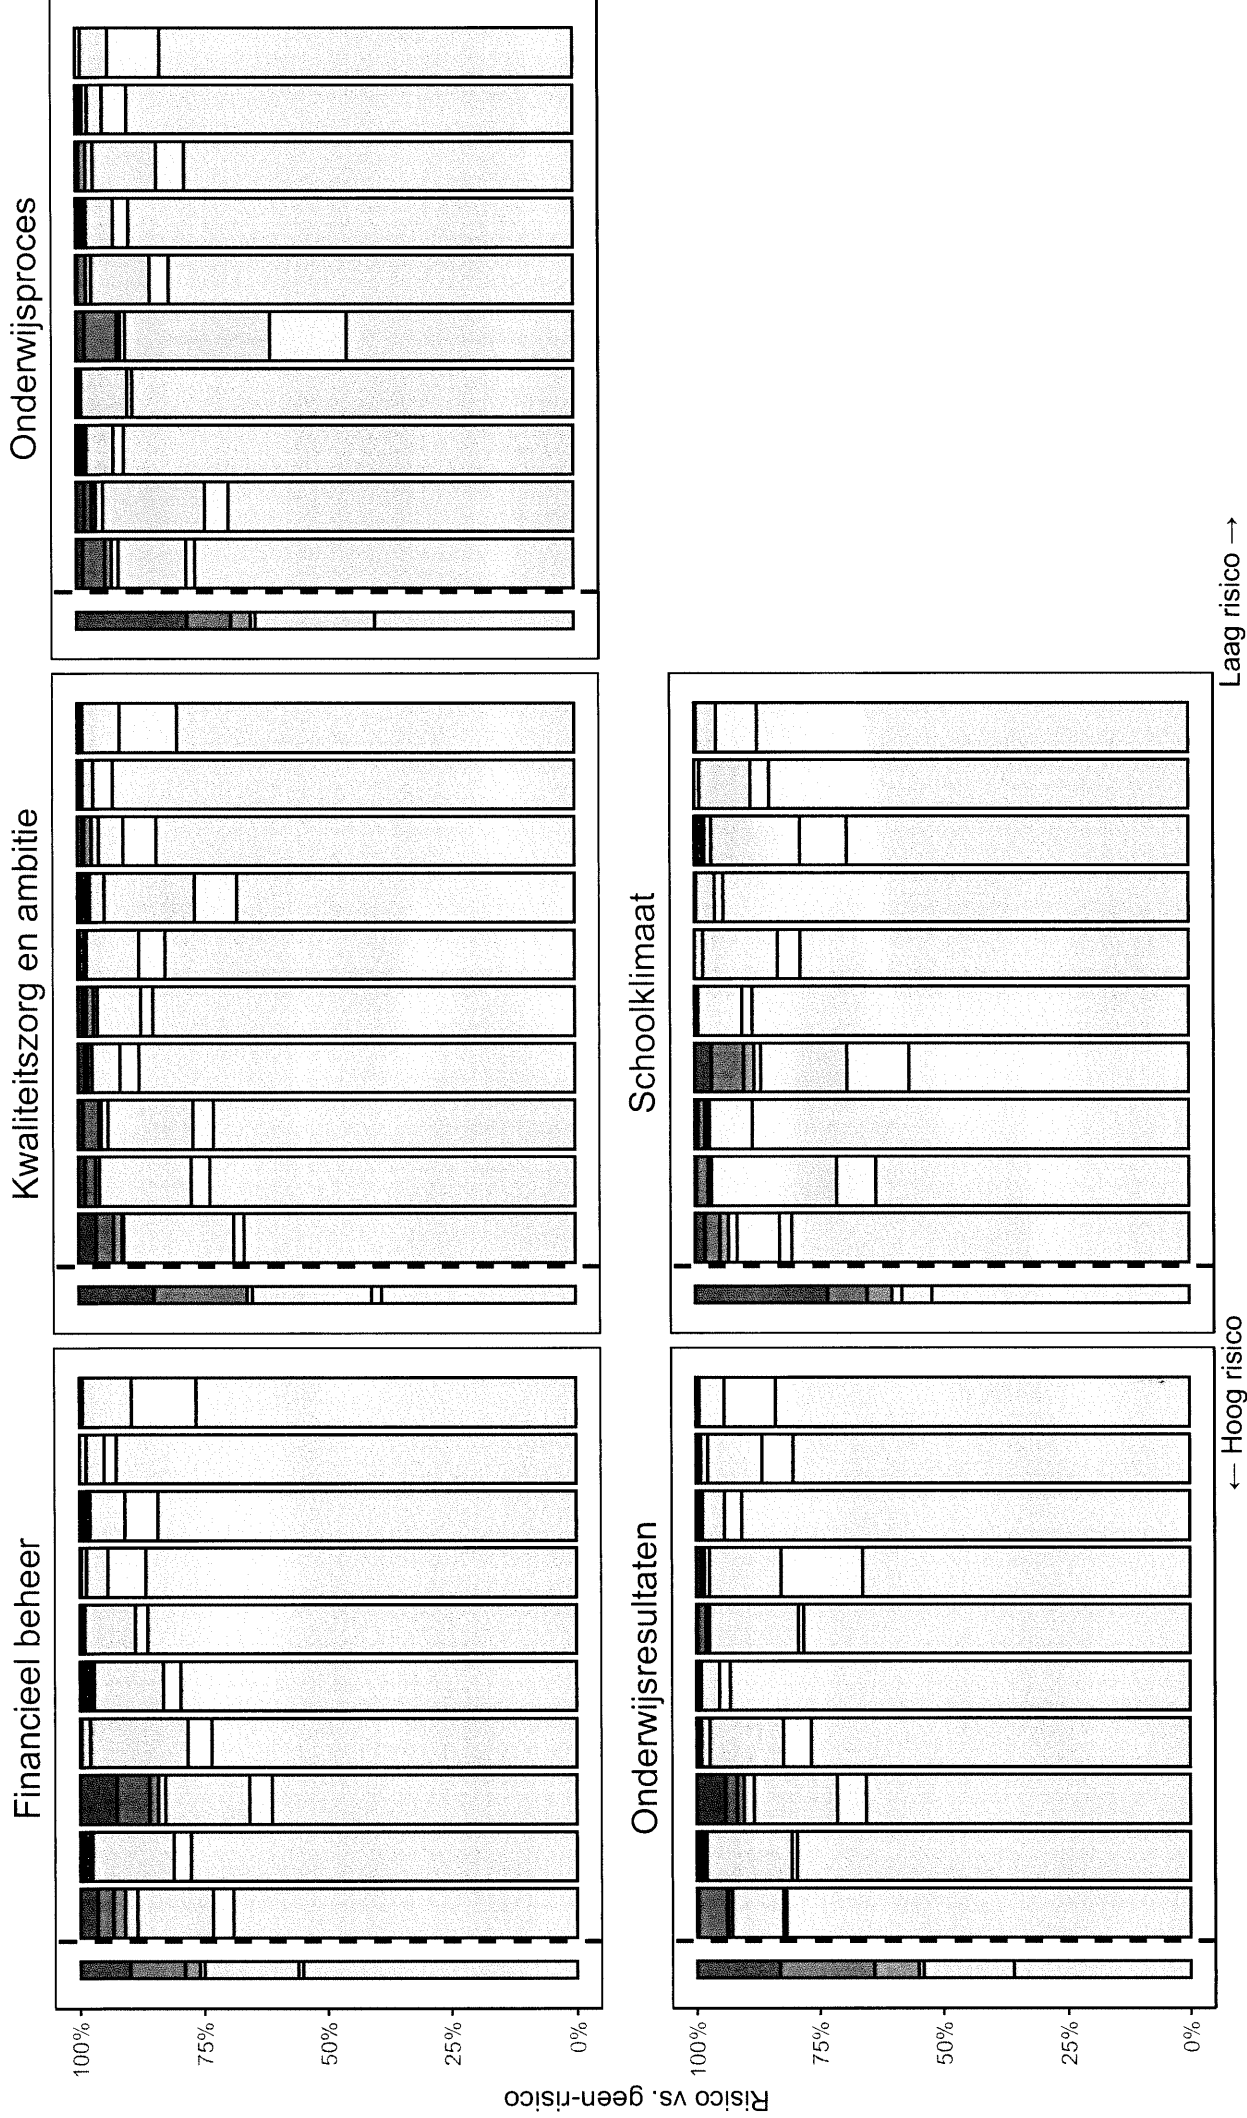 Financieel beheer
Kwaliteitszorg en ambitie
Onderwijsproces
100%
75%
50%
25%
0%
Onderwijsresultaten
Schoolklimaat
100%
75%
50%
25%
0%
Risico vs. geen-risico
← Hoog risico
Laag risico →